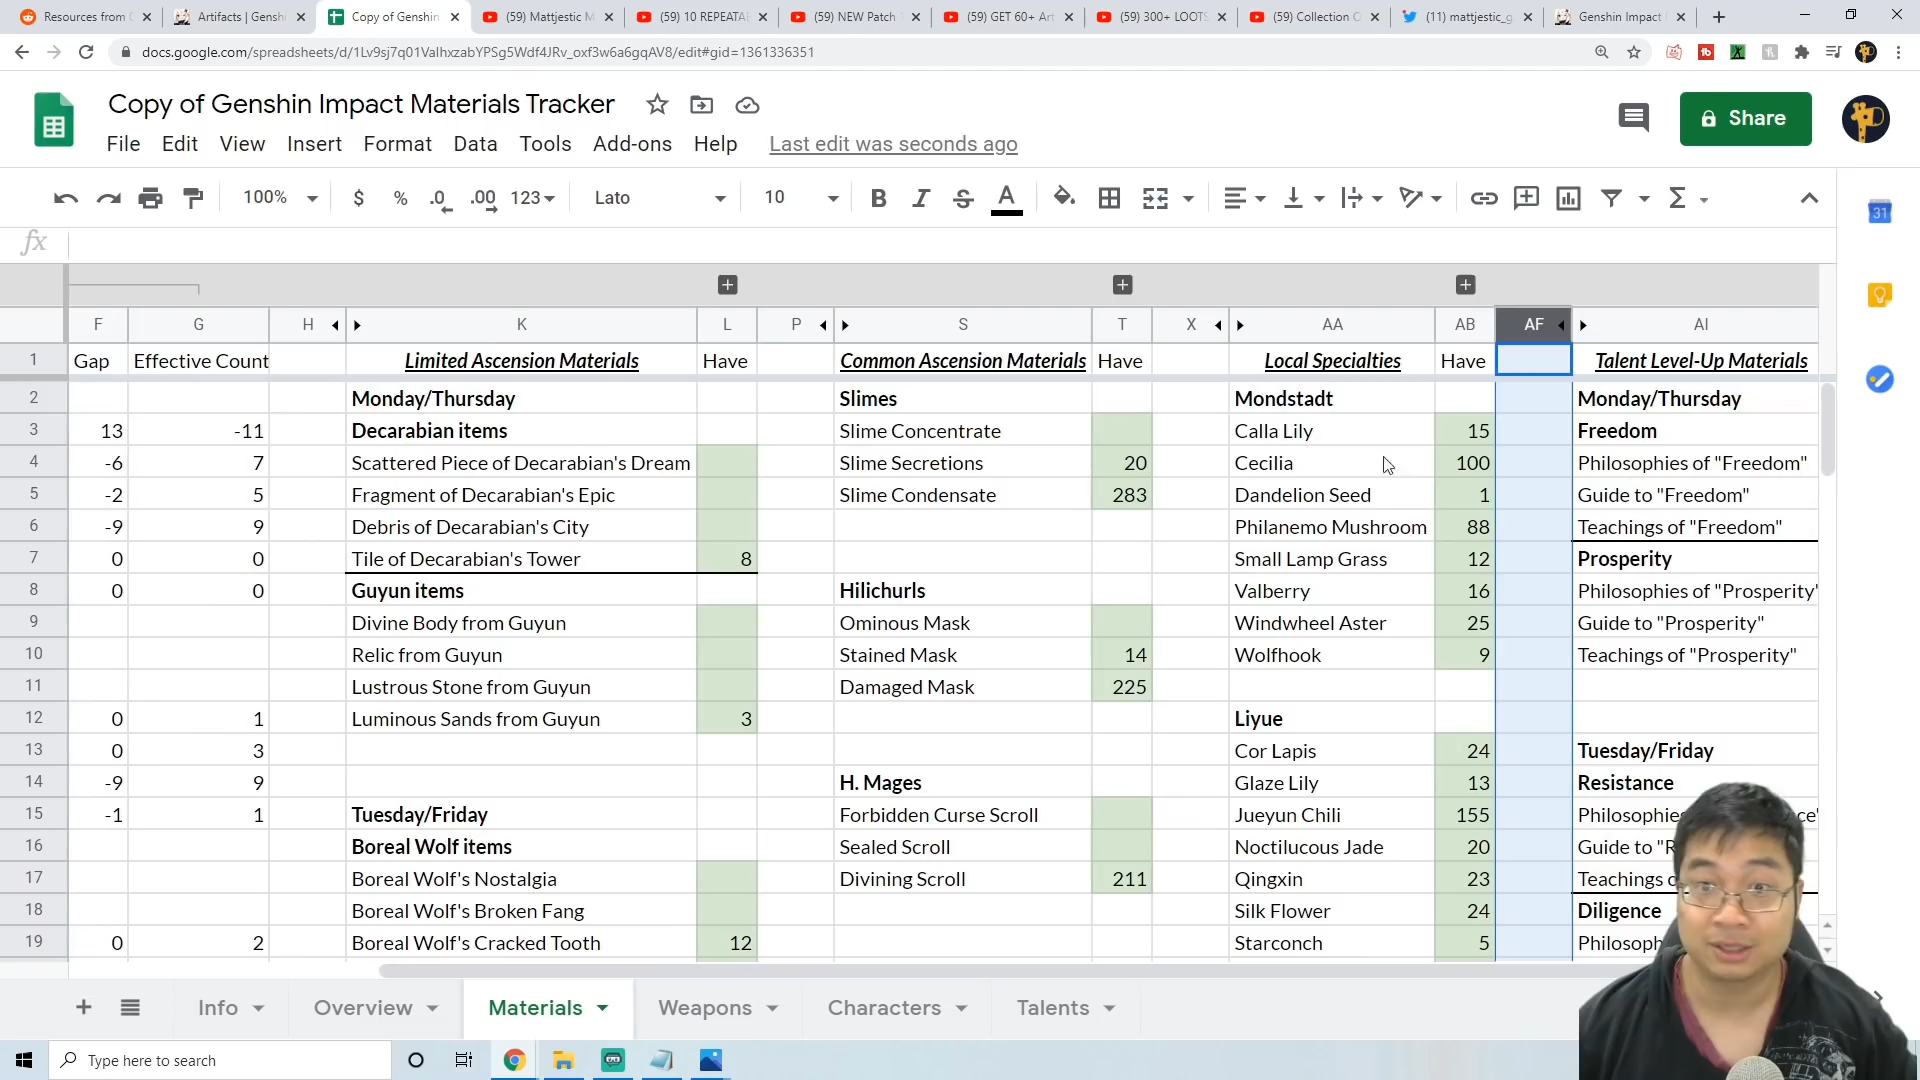 Resources from D
Artifacts | Genshi
Copy of Genshin
(59) Mattjestic M
(59) 10 REPEATA
(59) NEW Patch
(59) GET 60+ Art
(59) 300+ LOOTS
(59) Collection O
(11) mattjestic_g
Genshin Impact
docs.google.com/spreadsheets/d/1Lv9sj7q01ValhxzabYPSg5Wdf4JRv_oxf3w6a6gqAV8/edit#gid=1361336351
Copy of Genshin Impact Materials Tracker
File Edit View Insert Format Data Tools Add-ons Help Last edit was seconds ago
Share
100% $ % .0 .00 123 Lato 10 B I S A
31
fx
F G H K L P S T X AA AB AF AI
1 Gap Effective Count Limited Ascension Materials Have Common Ascension Materials Have Local Specialties Have Talent Level-Up Materials
2 Monday/Thursday Slimes Mondstadt Monday/Thursday
3 13 -11 Decarabian items Slime Concentrate Calla Lily 15 Freedom
4 -6 7 Scattered Piece of Decarabian's Dream Slime Secretions 20 Cecilia 100 Philosophies of "Freedom"
5 -2 5 Fragment of Decarabian's Epic Slime Condensate 283 Dandelion Seed 1 Guide to "Freedom"
6 -9 9 Debris of Decarabian's City Philanemo Mushroom 88 Teachings of "Freedom"
7 0 0 Tile of Decarabian's Tower 8 Small Lamp Grass 12 Prosperity
8 0 0 Guyun items Hilichurls Valberry 16 Philosophies of "Prosperity"
9 Divine Body from Guyun Ominous Mask Windwheel Aster 25 Guide to "Prosperity"
10 Relic from Guyun Stained Mask 14 Wolfhook 9 Teachings of "Prosperity"
11 Lustrous Stone from Guyun Damaged Mask 225
12 0 1 Luminous Sands from Guyun 3 Liyue
13 0 3 Cor Lapis 24 Tuesday/Friday
14 -9 9 H. Mages Glaze Lily 13 Resistance
15 -1 1 Tuesday/Friday Forbidden Curse Scroll Jueyun Chili 155 Philosophies ce"
16 Boreal Wolf items Sealed Scroll Noctilucous Jade 20 Guide to "R
17 Boreal Wolf's Nostalgia Divining Scroll 211 Qingxin 23 Teachings o
18 Boreal Wolf's Broken Fang Silk Flower 24 Diligence
19 0 2 Boreal Wolf's Cracked Tooth 12 Starconch 5 Philosoph
Info Overview Materials Weapons Characters Talents
Type here to search